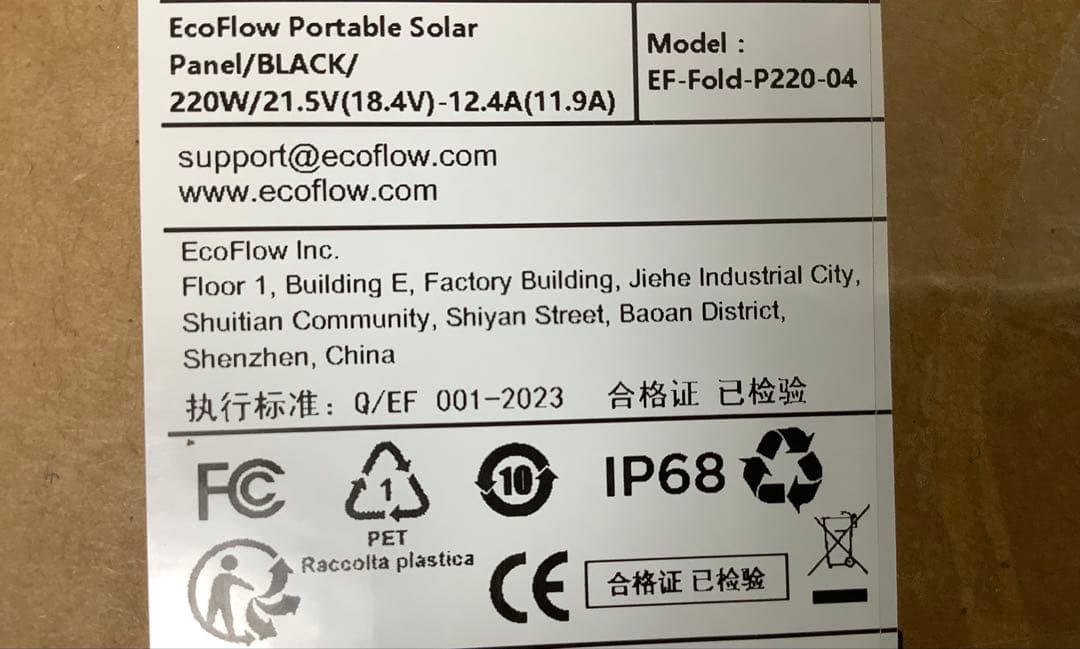 EcoFlow Portable Solar
Panel/BLACK/
220W/21.5V(18.4V)-12.4A(11.9A)
Model :
EF-Fold-P220-04
support@ecoflow.com
www.ecoflow.com
EcoFlow Inc.
Floor 1, Building E, Factory Building, Jiehe Industrial City,
Shuitian Community, Shiyan Street, Baoan District,
Shenzhen, China
执行标准: Q/EF 001-2023 合格证 已检验
FC 1 10 IP68
PET
Raccolta plastica
CE 合格证 已检验